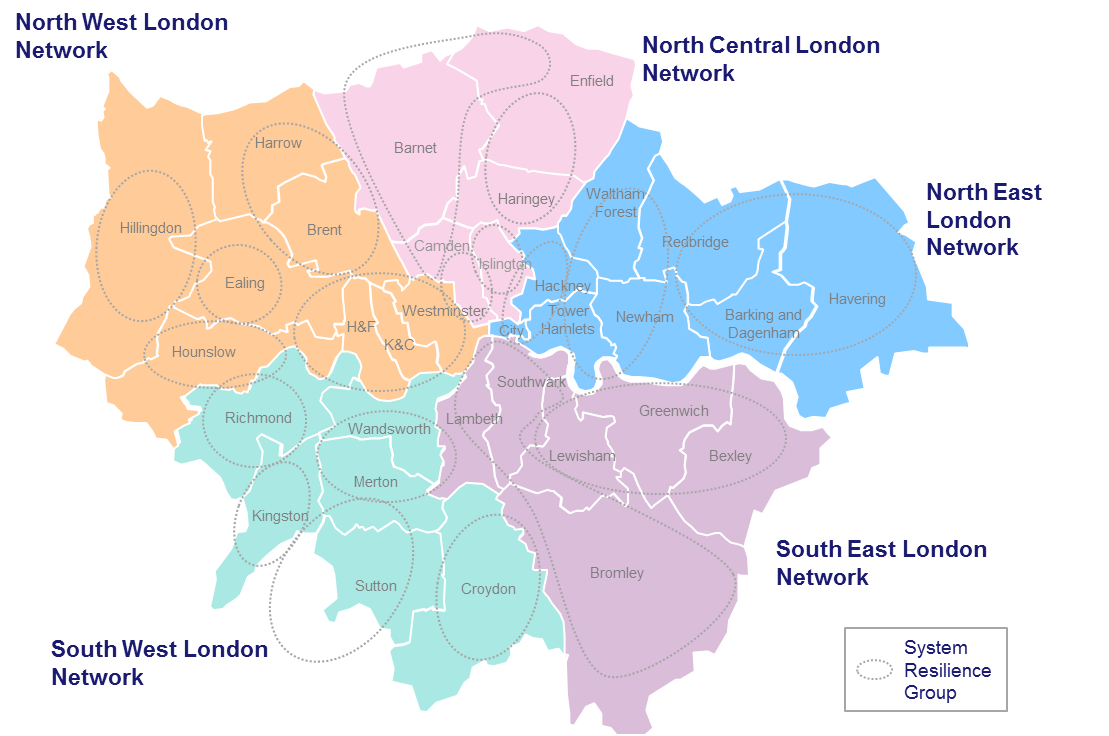 North West London
Network
North Central London
Network
Enfield
Harrow
Barnet
Haringey
Waltham
Forest
North East
London
Network
Hillingdon
Brent
Camden
Islington
Redbridge
Ealing
Hackney
Havering
H&F
Westminster
K&C
City
Tower
Hamlets
Newham
Barking and
Dagenham
Hounslow
Southwark
Richmond
Wandsworth
Lambeth
Greenwich
Lewisham
Bexley
Merton
Kingston
South East London
Network
Sutton
Croydon
Bromley
South West London
Network
System
Resilience
Group